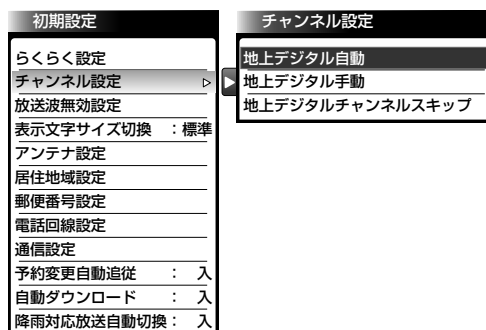 初期設定
らくらく設定
チャンネル設定
放送波無効設定
表示文字サイズ切換 ：標準
アンテナ設定
居住地域設定
郵便番号設定
電話回線設定
通信設定
予約変更自動追従 ： 入
自動ダウンロード ： 入
降雨対応放送自動切換： 入
チャンネル設定
地上デジタル自動
地上デジタル手動
地上デジタルチャンネルスキップ